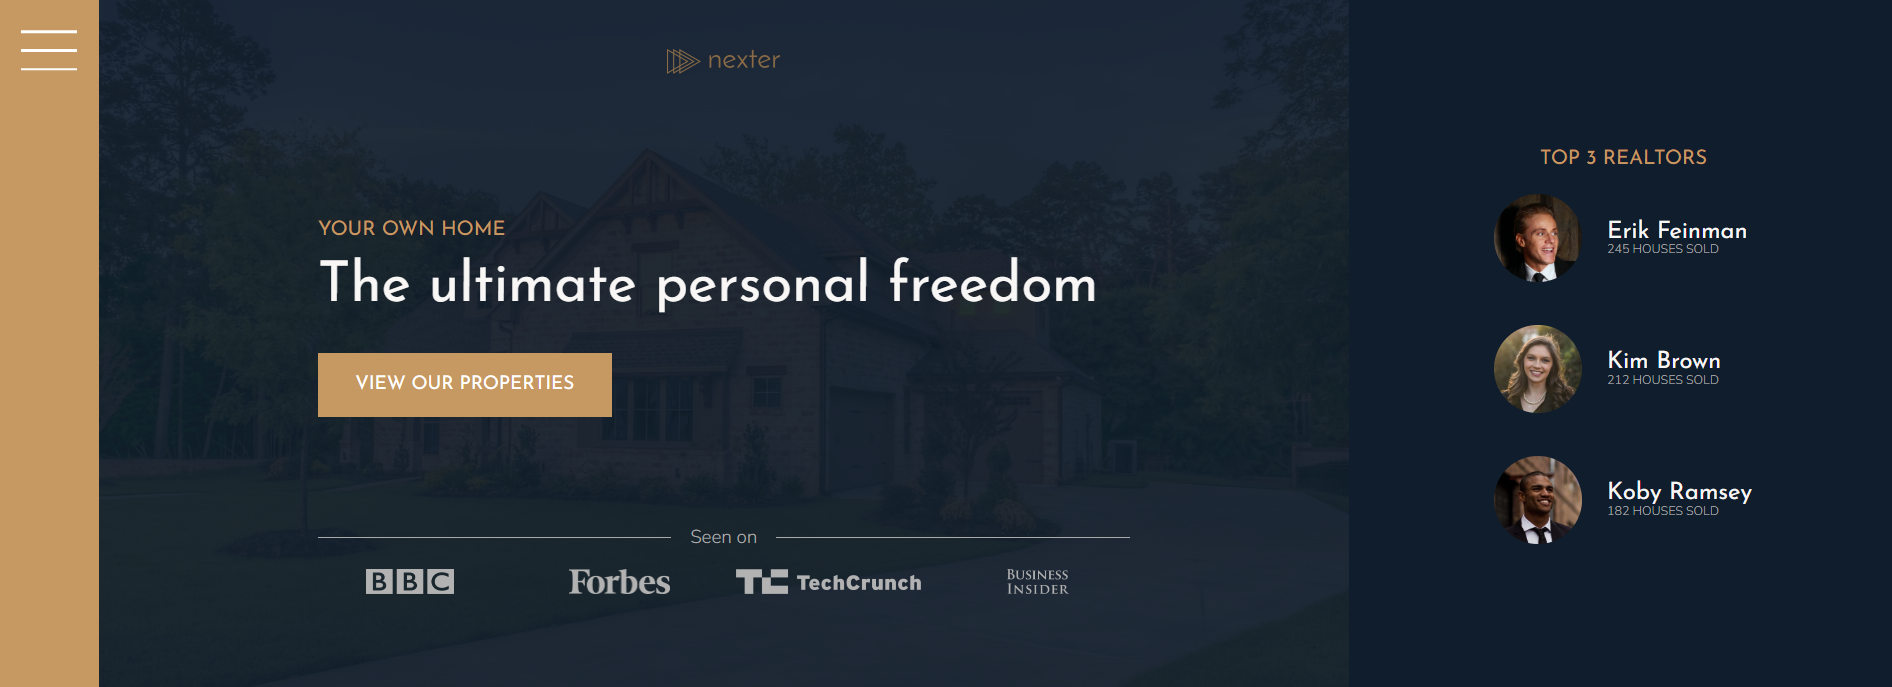 nexter
YOUR OWN HOME
The ultimate personal freedom
VIEW OUR PROPERTIES
Seen on
BBC
Forbes
TC TechCrunch
BUSINESS
INSIDER
TOP 3 REALTORS
Erik Feinman
245 HOUSES SOLD
Kim Brown
212 HOUSES SOLD
Koby Ramsey
182 HOUSES SOLD